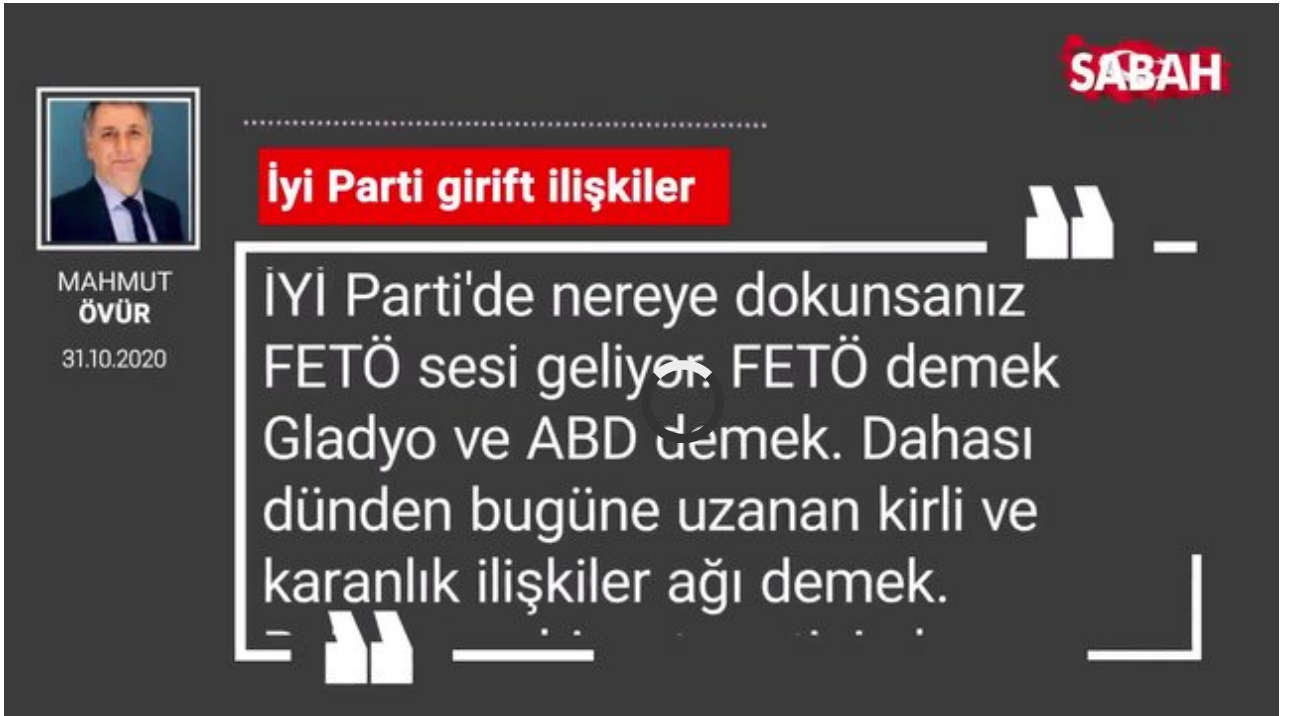 SABAH
İyi Parti girift ilişkiler
MAHMUT
ÖVÜR
31.10.2020
İYİ Parti'de nereye dokunsanız
FETÖ sesi geliyor. FETÖ demek
Gladyo ve ABD demek. Dahası
dünden bugüne uzanan kirli ve
karanlık ilişkiler ağı demek.